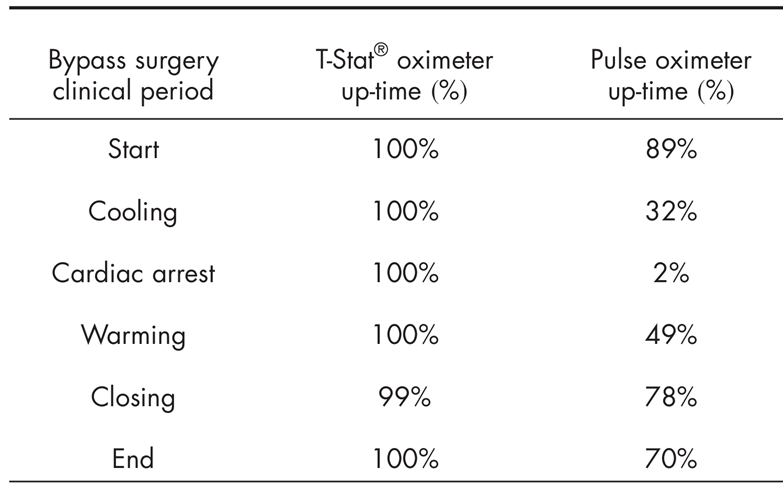 Bypass surgery clinical period T-Stat® oximeter up-time (%) Pulse oximeter up-time (%)
Start 100% 89%
Cooling 100% 32%
Cardiac arrest 100% 2%
Warming 100% 49%
Closing 99% 78%
End 100% 70%